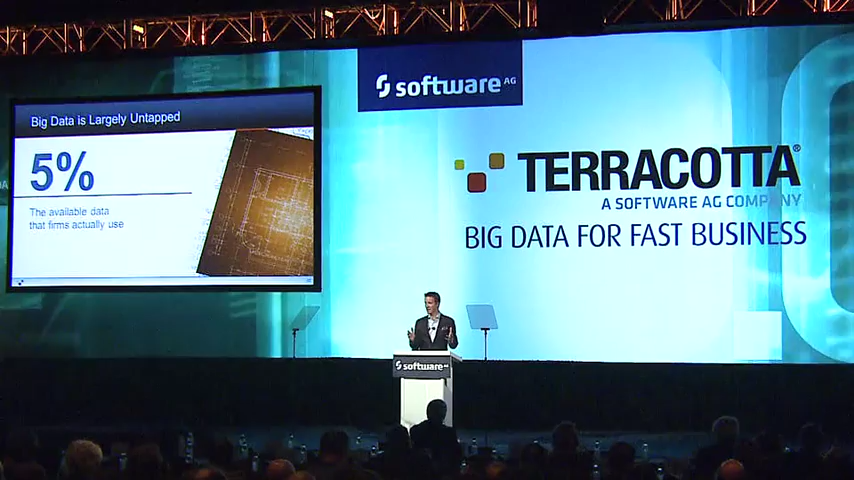 software AG
Big Data is Largely Untapped
5%
The available data
that firms actually use
TERRACOTTA®
A SOFTWARE AG COMPANY
BIG DATA FOR FAST BUSINESS
software AG